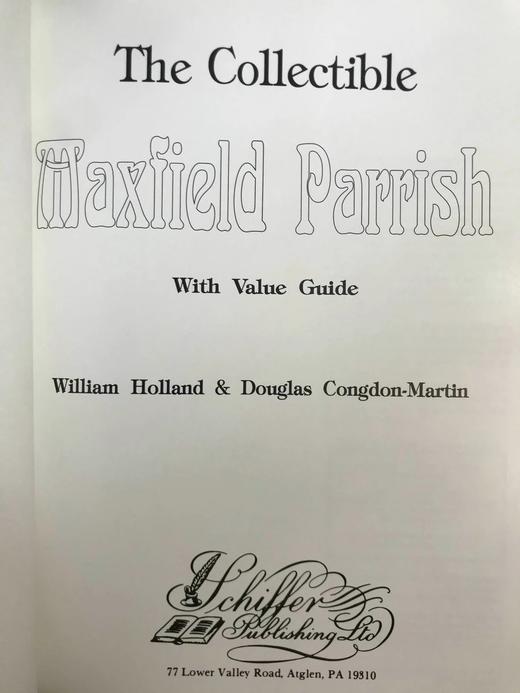 The Collectible
Maxfield Parrish
With Value Guide
William Holland & Douglas Congdon-Martin
Schiffer
Publishing Ltd
77 Lower Valley Road, Atglen, PA 19310